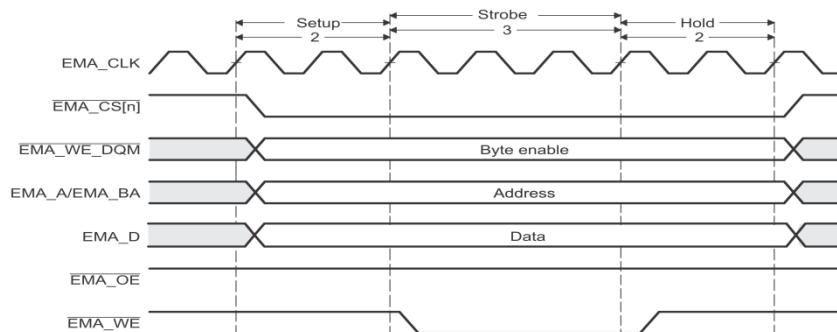 Setup
Strobe
Hold
2
3
2
EMA_CLK
EMA_CS[n]
EMA_WE_DQM
Byte enable
EMA_A/EMA_BA
Address
EMA_D
Data
EMA_OE
EMA_WE